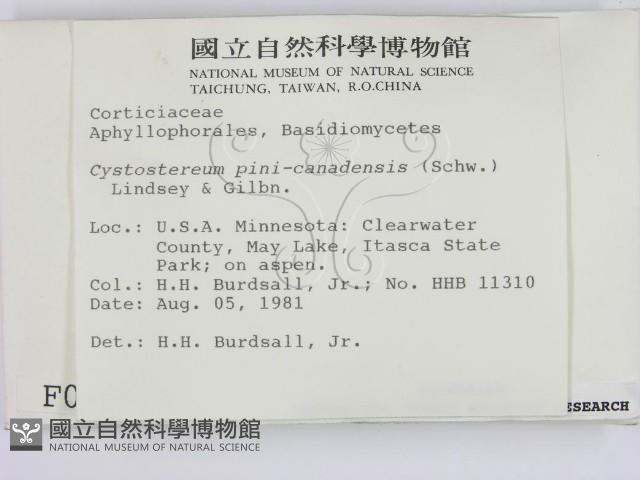 國立自然科學博物館
NATIONAL MUSEUM OF NATURAL SCIENCE
TAICHUNG, TAIWAN, R.O.CHINA
Corticiaceae
Aphyllophorales, Basidiomycetes
Cystostereum pini-canadensis (Schw.)
Lindsey & Gilbn.
Loc.: U.S.A. Minnesota: Clearwater
County, May Lake, Itasca State
Park; on aspen.
Col.: H.H. Burdsall, Jr.; No. HHB 11310
Date: Aug. 05, 1981
Det.: H.H. Burdsall, Jr.
FO
ESEARCH
國立自然科學博物館
NATIONAL MUSEUM OF NATURAL SCIENCE